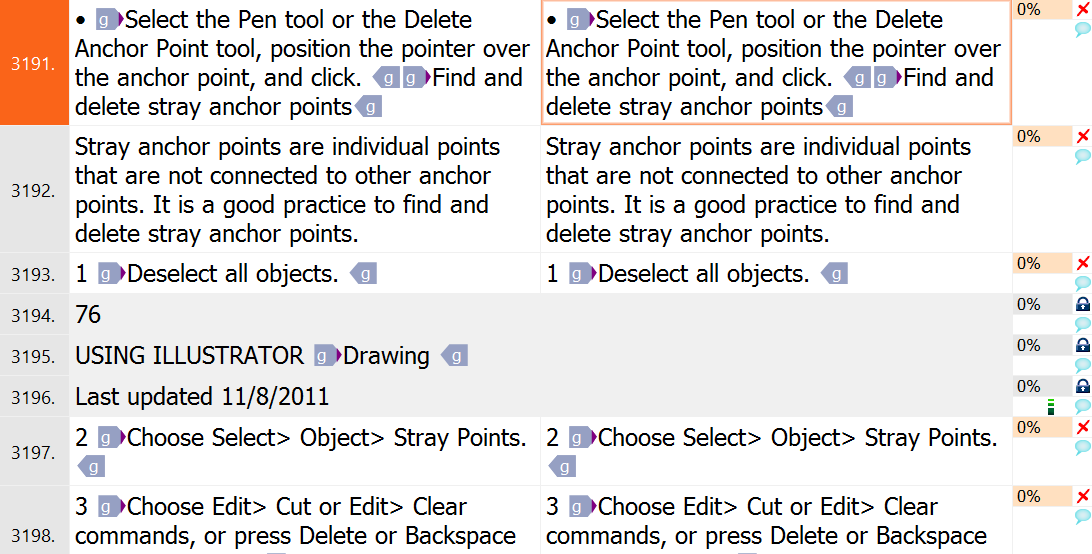 3191.
• g Select the Pen tool or the Delete
Anchor Point tool, position the pointer over
the anchor point, and click. g g Find and
delete stray anchor points g
• g Select the Pen tool or the Delete
Anchor Point tool, position the pointer over
the anchor point, and click. g g Find and
delete stray anchor points g
0%
3192.
Stray anchor points are individual points
that are not connected to other anchor
points. It is a good practice to find and
delete stray anchor points.
Stray anchor points are individual points
that are not connected to other anchor
points. It is a good practice to find and
delete stray anchor points.
0%
3193.
1 g Deselect all objects. g
1 g Deselect all objects. g
0%
3194.
76
0%
3195.
USING ILLUSTRATOR g Drawing g
0%
3196.
Last updated 11/8/2011
0%
3197.
2 g Choose Select> Object> Stray Points.
g
2 g Choose Select> Object> Stray Points.
g
0%
3198.
3 g Choose Edit> Cut or Edit> Clear
commands, or press Delete or Backspace
3 g Choose Edit> Cut or Edit> Clear
commands, or press Delete or Backspace
0%